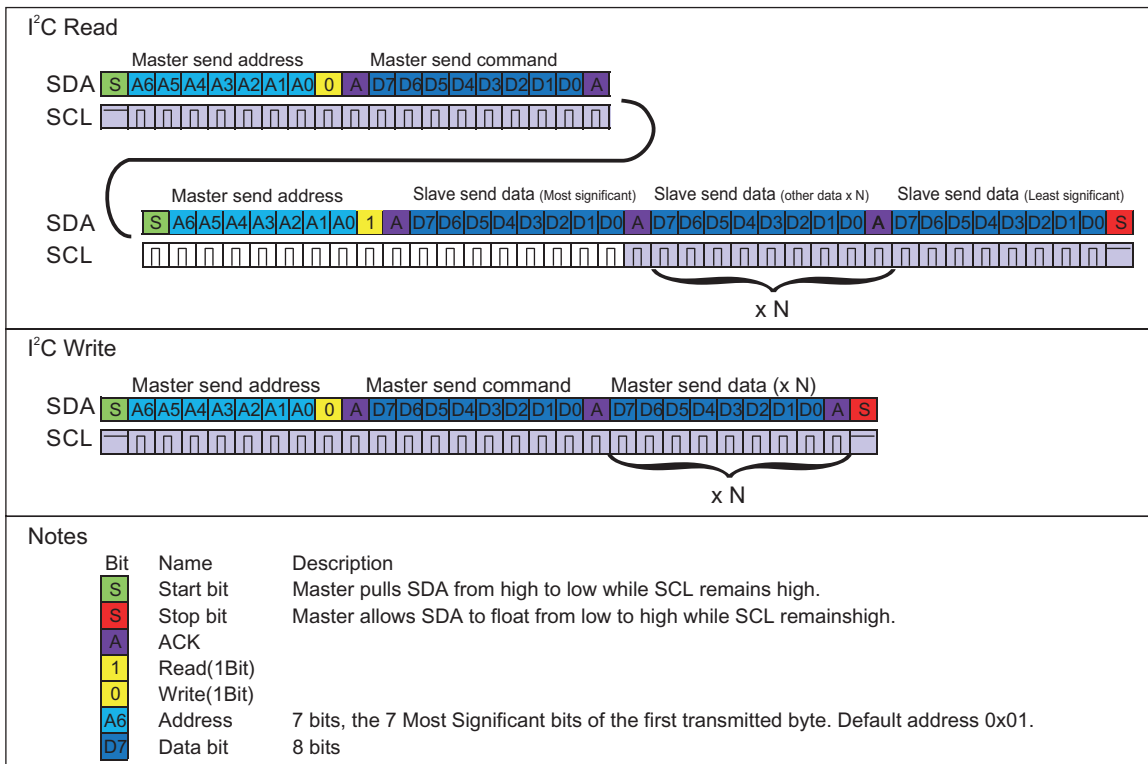 I²C Read
Master send address Master send command
SDA S A6 A5 A4 A3 A2 A1 A0 0 A D7 D6 D5 D4 D3 D2 D1 D0 A
SCL
Master send address Slave send data (Most significant) Slave send data (other data x N) Slave send data (Least significant)
SDA S A6 A5 A4 A3 A2 A1 A0 1 A D7 D6 D5 D4 D3 D2 D1 D0 A D7 D6 D5 D4 D3 D2 D1 D0 A D7 D6 D5 D4 D3 D2 D1 D0 S
SCL
x N
I²C Write
Master send address Master send command Master send data (x N)
SDA S A6 A5 A4 A3 A2 A1 A0 0 A D7 D6 D5 D4 D3 D2 D1 D0 A D7 D6 D5 D4 D3 D2 D1 D0 A S
SCL
x N
Notes
Bit Name Description
S Start bit Master pulls SDA from high to low while SCL remains high.
S Stop bit Master allows SDA to float from low to high while SCL remainshigh.
A ACK
1 Read(1Bit)
0 Write(1Bit)
A6 Address 7 bits, the 7 Most Significant bits of the first transmitted byte. Default address 0x01.
D7 Data bit 8 bits